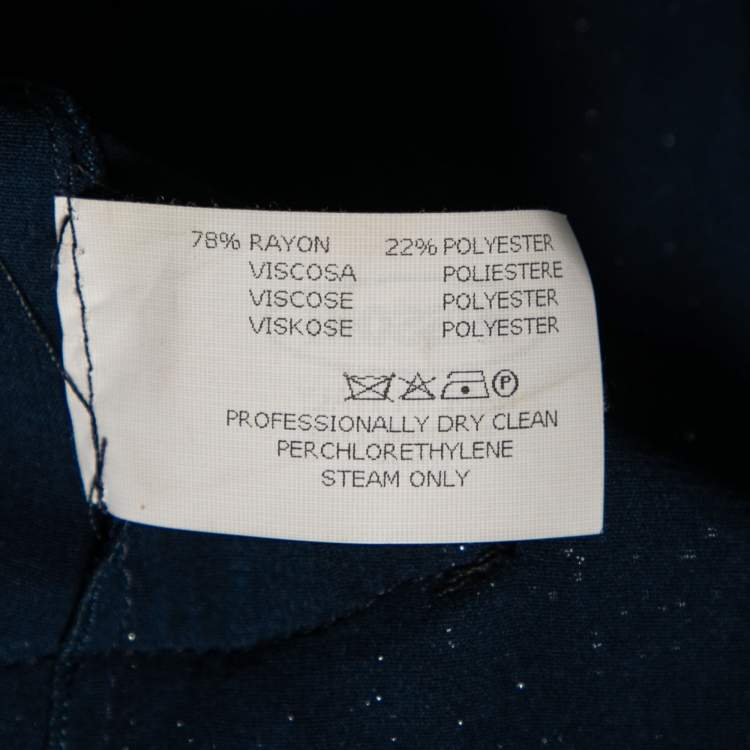 78% RAYON 22% POLYESTER
VISCOSA POLIESTERE
VISCOSE POLYESTER
VISKOSE POLYESTER
P
PROFESSIONALLY DRY CLEAN
PERCHLORETHYLENE
STEAM ONLY